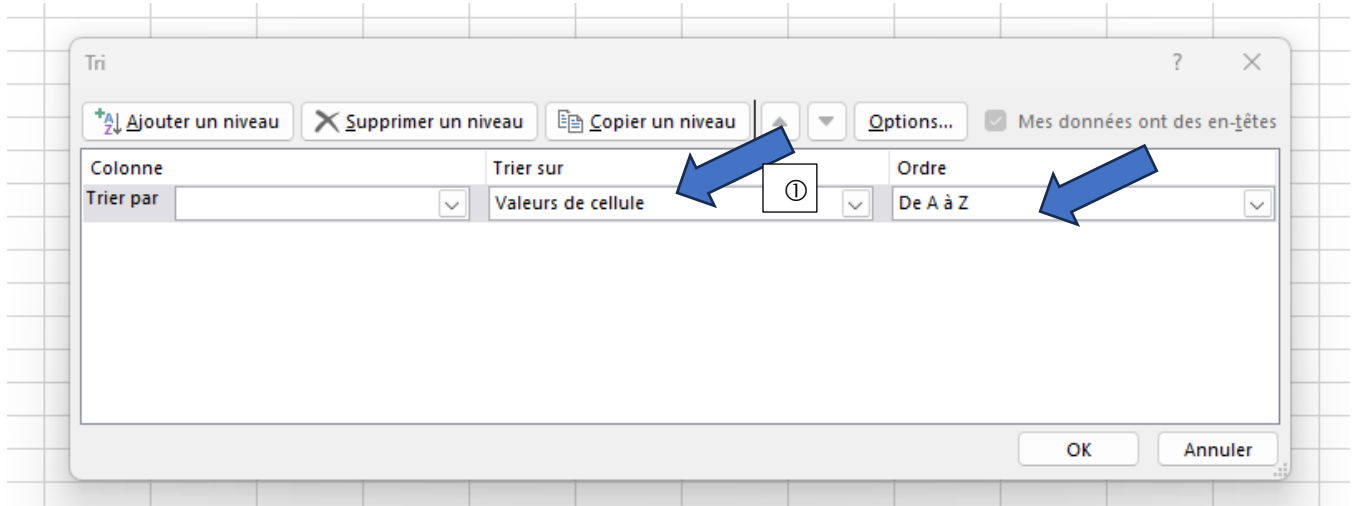 Tri ?
Ajouter un niveau Supprimer un niveau Copier un niveau Options... Mes données ont des en-têtes
Colonne Trier sur Ordre
①
Trier par Valeurs de cellule De A à Z
OK Annuler